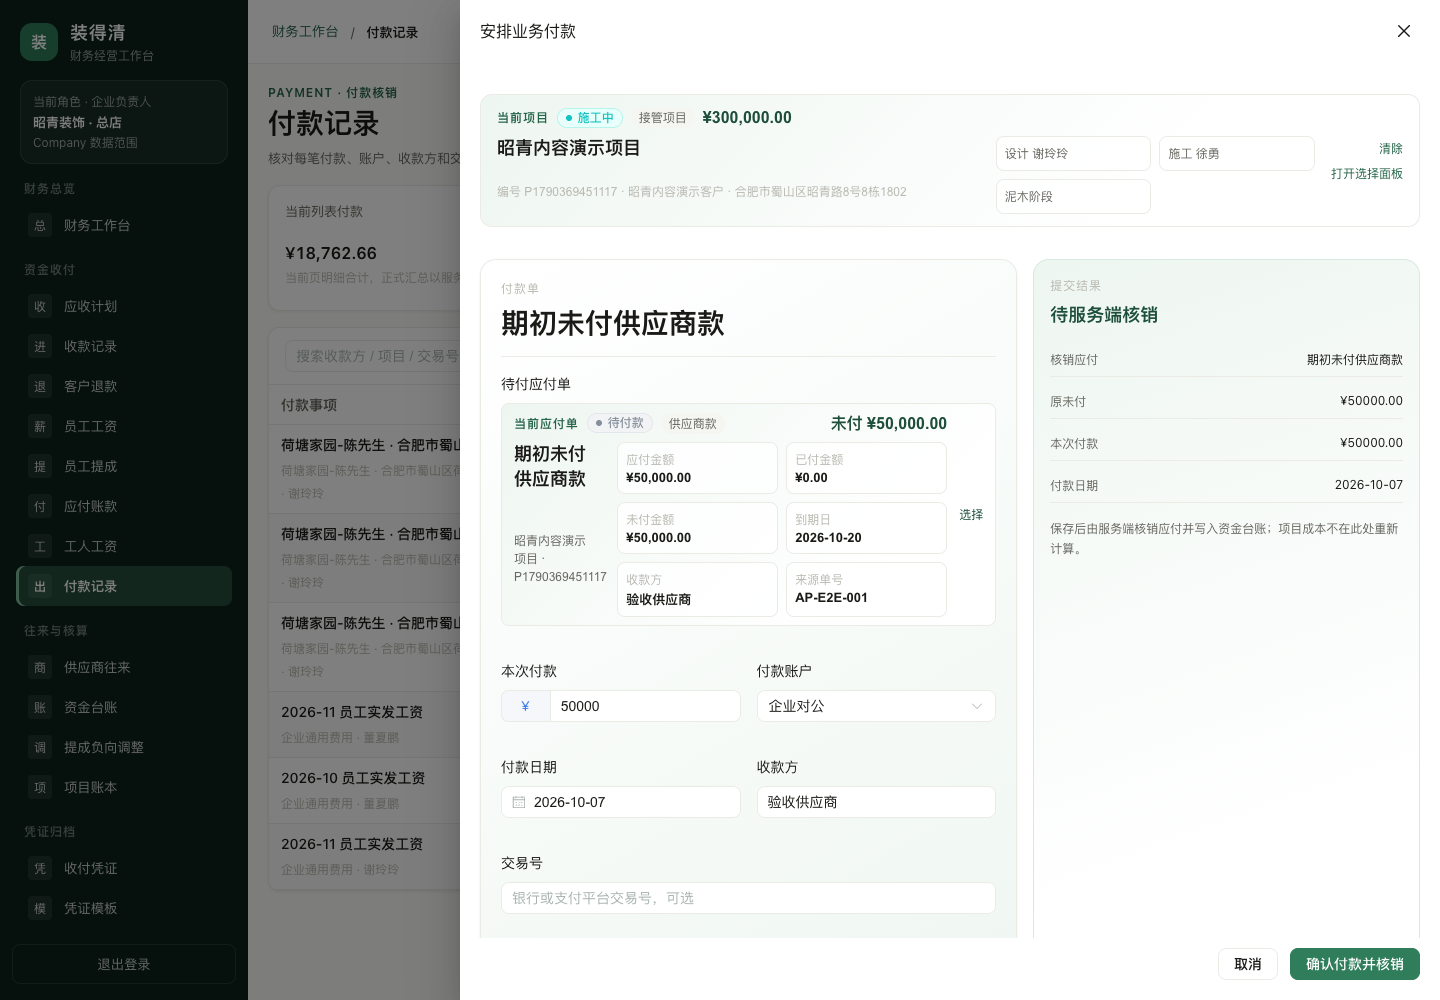 装
装得清
财务经营工作台
当前角色 · 企业负责人
昭青装饰 · 总店
Company 数据范围
财务总览
总 财务工作台
资金收付
收 应收计划
进 收款记录
退 客户退款
薪 员工工资
提 员工提成
付 应付账款
工 工人工资
出 付款记录
往来与核算
商 供应商往来
账 资金台账
调 提成负向调整
项 项目账本
凭证归档
凭 收付凭证
模 凭证模板
退出登录
财务工作台 / 付款记录
PAYMENT · 付款核销
付款记录
核对每笔付款、账户、收款方和交
当前列表付款
¥18,762.66
当前页明细合计，正式汇总以服务
搜索收款方 / 项目 / 交易号
付款事项
荷塘家园-陈先生 · 合肥市蜀山
荷塘家园-陈先生 · 合肥市蜀山区荷
· 谢玲玲
荷塘家园-陈先生 · 合肥市蜀山
荷塘家园-陈先生 · 合肥市蜀山区荷
· 谢玲玲
荷塘家园-陈先生 · 合肥市蜀山
荷塘家园-陈先生 · 合肥市蜀山区荷
· 谢玲玲
2026-11 员工实发工资
企业通用费用 · 董夏鹏
2026-10 员工实发工资
企业通用费用 · 董夏鹏
2026-11 员工实发工资
企业通用费用 · 谢玲玲
安排业务付款
当前项目 施工中 接管项目 ¥300,000.00
昭青内容演示项目
编号 P1790369451117 · 昭青内容演示客户 · 合肥市蜀山区昭青路8号8栋1802
设计 谢玲玲
施工 徐勇
泥木阶段
清除
打开选择面板
付款单
期初未付供应商款
待付应付单
当前应付单 待付款 供应商款 未付 ¥50,000.00
期初未付
供应商款
昭青内容演示
项目 ·
P1790369451117
应付金额
¥50,000.00
已付金额
¥0.00
未付金额
¥50,000.00
到期日
2026-10-20
收款方
验收供应商
来源单号
AP-E2E-001
选择
本次付款
¥ 50000
付款账户
企业对公
付款日期
2026-10-07
收款方
验收供应商
交易号
银行或支付平台交易号，可选
提交结果
待服务端核销
核销应付 期初未付供应商款
原未付 ¥50000.00
本次付款 ¥50000.00
付款日期 2026-10-07
保存后由服务端核销应付并写入资金台账；项目成本不在此处重新
计算。
取消
确认付款并核销